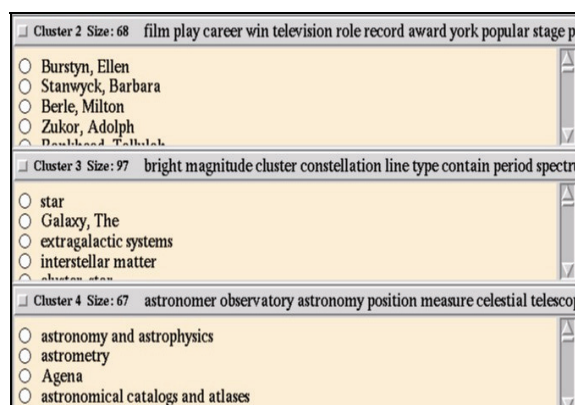 Cluster 2 Size: 68 film play career win television role record award york popular stage p
Burstyn, Ellen
Stanwyck, Barbara
Berle, Milton
Zukor, Adolph
Cluster 3 Size: 97 bright magnitude cluster constellation line type contain period spectru
star
Galaxy, The
extragalactic systems
interstellar matter
Cluster 4 Size: 67 astronomer observatory astronomy position measure celestial telescop
astronomy and astrophysics
astrometry
Agena
astronomical catalogs and atlases